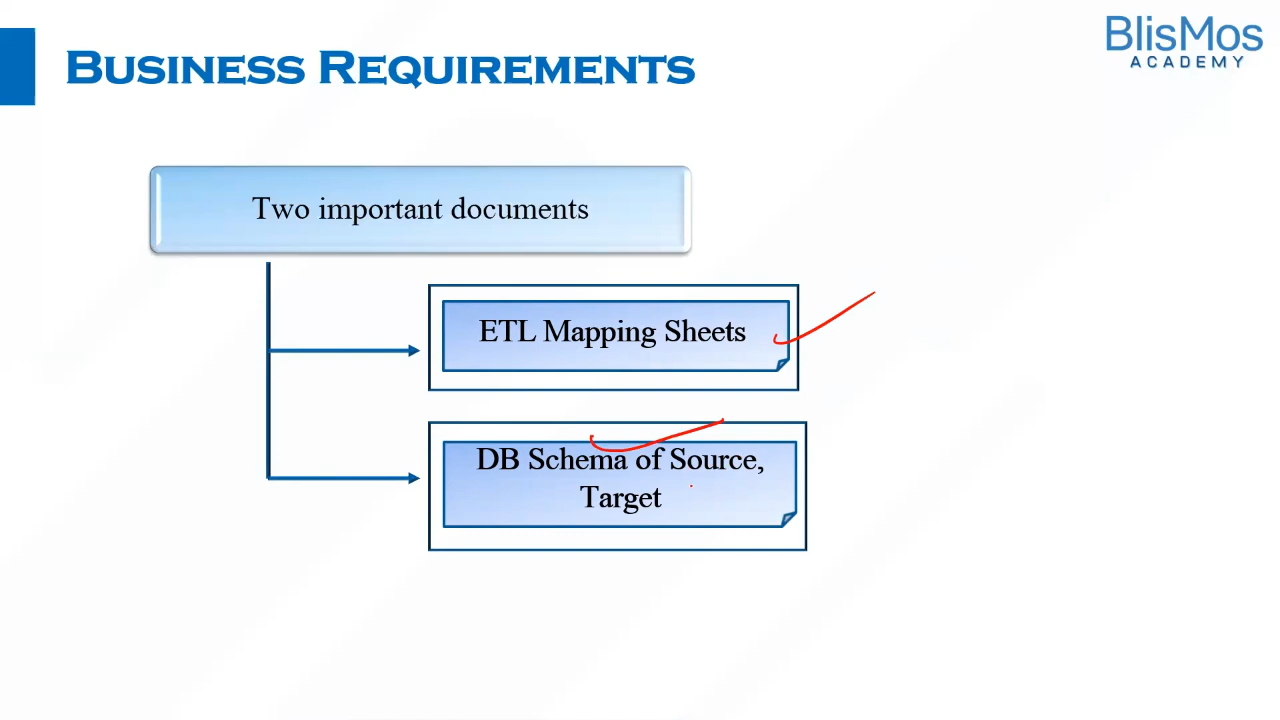 BlisMos
ACADEMY
BUSINESS REQUIREMENTS
Two important documents
ETL Mapping Sheets
DB Schema of Source,
Target